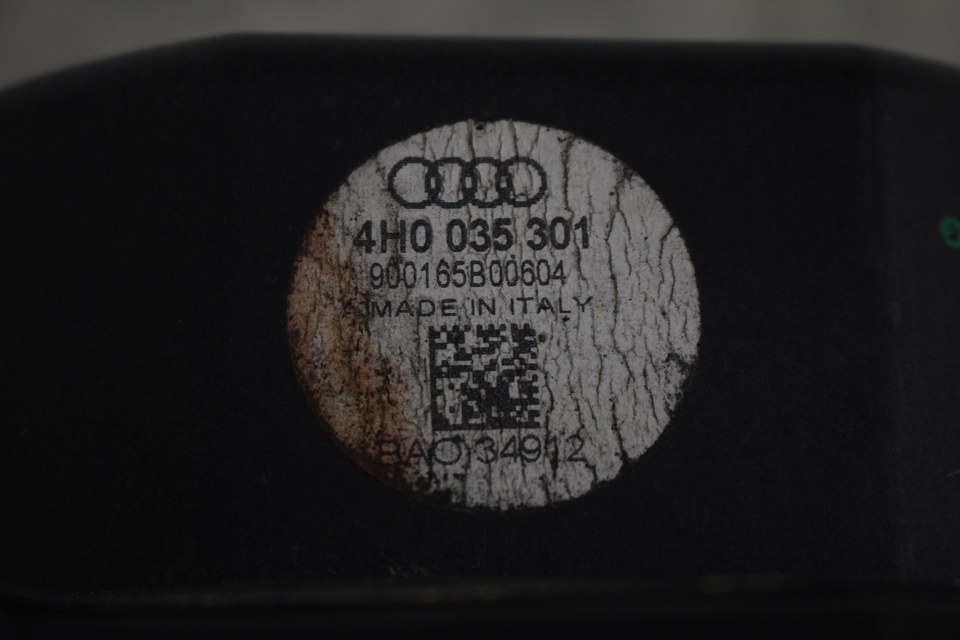 4H0 035 301
900165B00604
MADE IN ITALY
BAO 34912